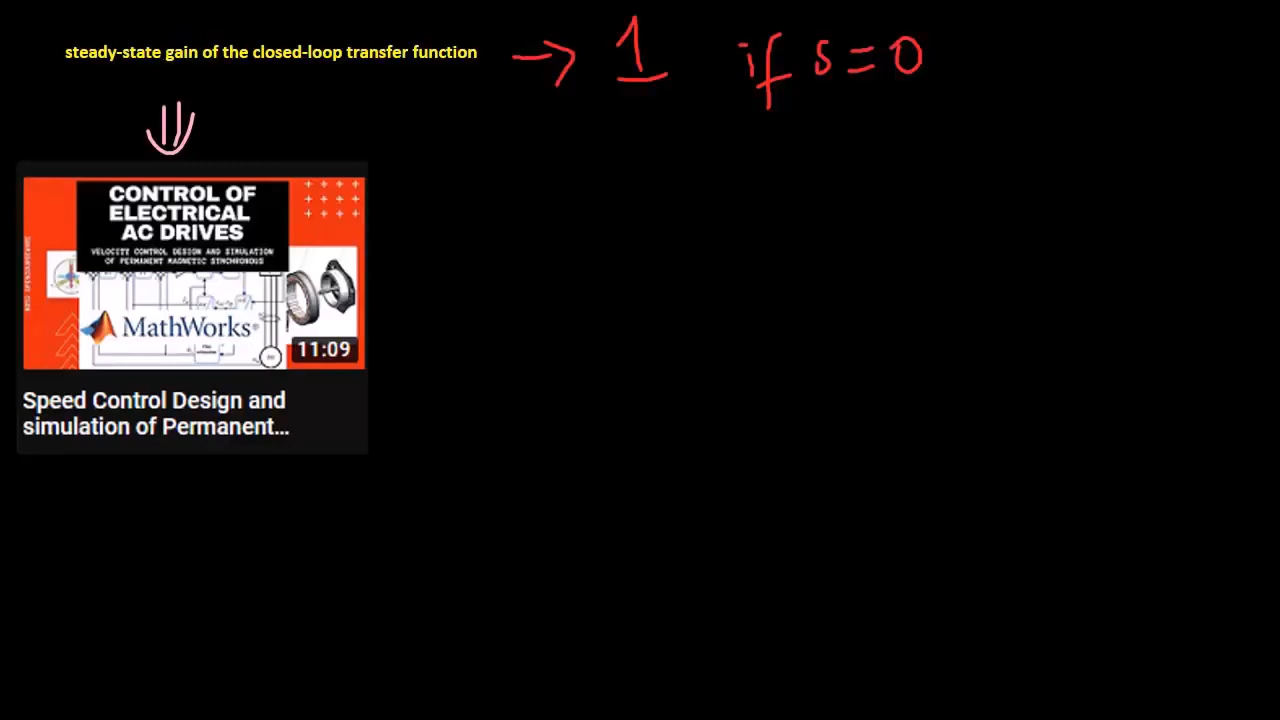 steady-state gain of the closed-loop transfer function → 1 if s=0
CONTROL OF
ELECTRICAL
AC DRIVES
VELOCITY CONTROL DESIGN AND SIMULATION
OF PERMANENT MAGNETIC SYNCHRONOUS
MathWorks®
11:09
Speed Control Design and
simulation of Permanent...